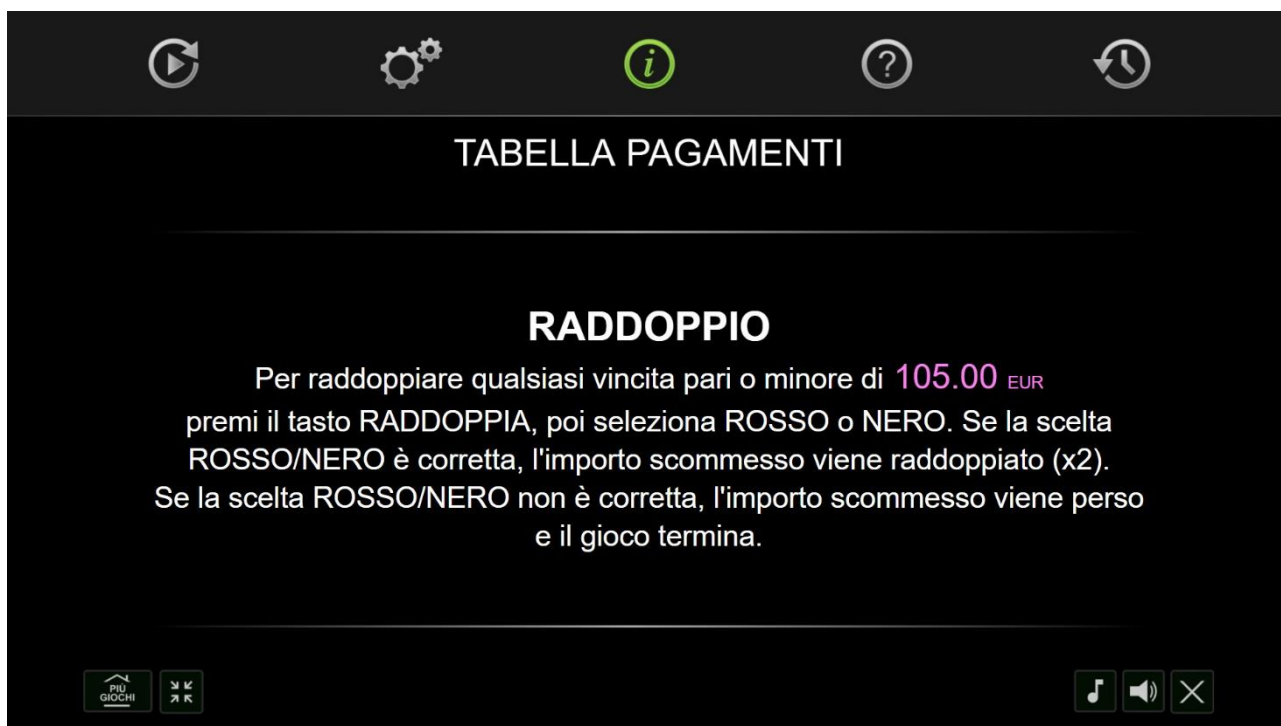 TABELLA PAGAMENTI
RADDOPPIO
Per raddoppiare qualsiasi vincita pari o minore di 105.00 EUR
premi il tasto RADDOPPIA, poi seleziona ROSSO o NERO. Se la scelta
ROSSO/NERO è corretta, l'importo scommesso viene raddoppiato (x2).
Se la scelta ROSSO/NERO non è corretta, l'importo scommesso viene perso
e il gioco termina.
PIÙ
GIOCHI